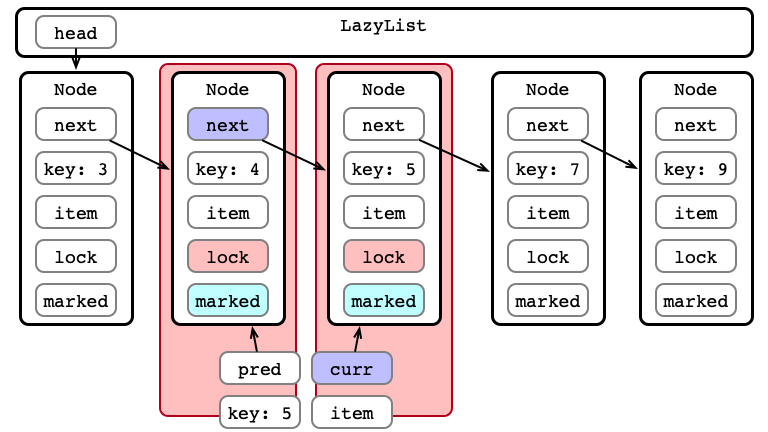 LazyList
head
Node Node Node Node Node
next next next next next
key: 3 key: 4 key: 5 key: 7 key: 9
item item item item item
lock lock lock lock lock
marked marked marked marked marked
pred curr
key: 5 item